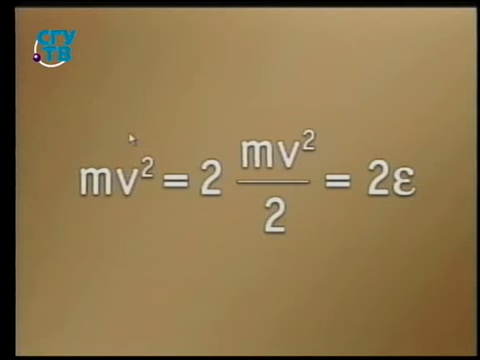 СГУ
ТВ
mv² = 2 mv²/2 = 2ε